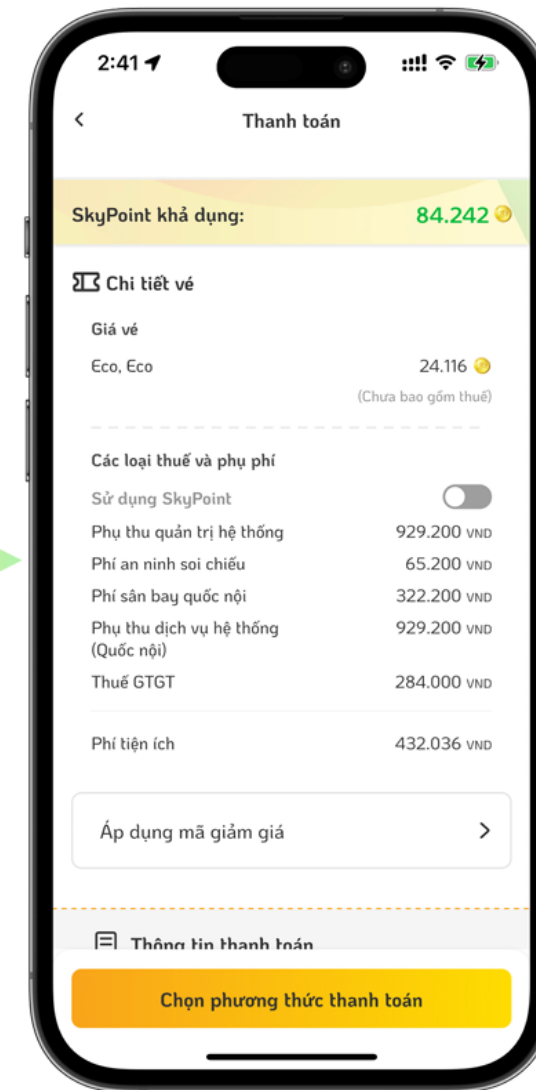 2:41
Thanh toán
SkyPoint khả dụng: 84.242
Chi tiết vé
Giá vé
Eco, Eco 24.116
(Chưa bao gồm thuế)
Các loại thuế và phụ phí
Sử dụng SkyPoint
Phụ thu quản trị hệ thống 929.200 VND
Phí an ninh soi chiếu 65.200 VND
Phí sân bay quốc nội 322.200 VND
Phụ thu dịch vụ hệ thống 929.200 VND
(Quốc nội)
Thuế GTGT 284.000 VND
Phí tiện ích 432.036 VND
Áp dụng mã giảm giá
Thông tin thanh toán
Chọn phương thức thanh toán